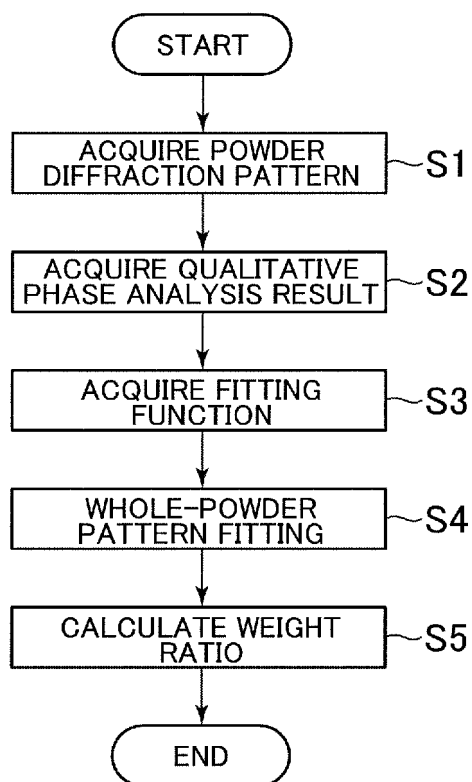 START
ACQUIRE POWDER
DIFFRACTION PATTERN
S1
ACQUIRE QUALITATIVE
PHASE ANALYSIS RESULT
S2
ACQUIRE FITTING
FUNCTION
S3
WHOLE-POWDER
PATTERN FITTING
S4
CALCULATE WEIGHT
RATIO
S5
END